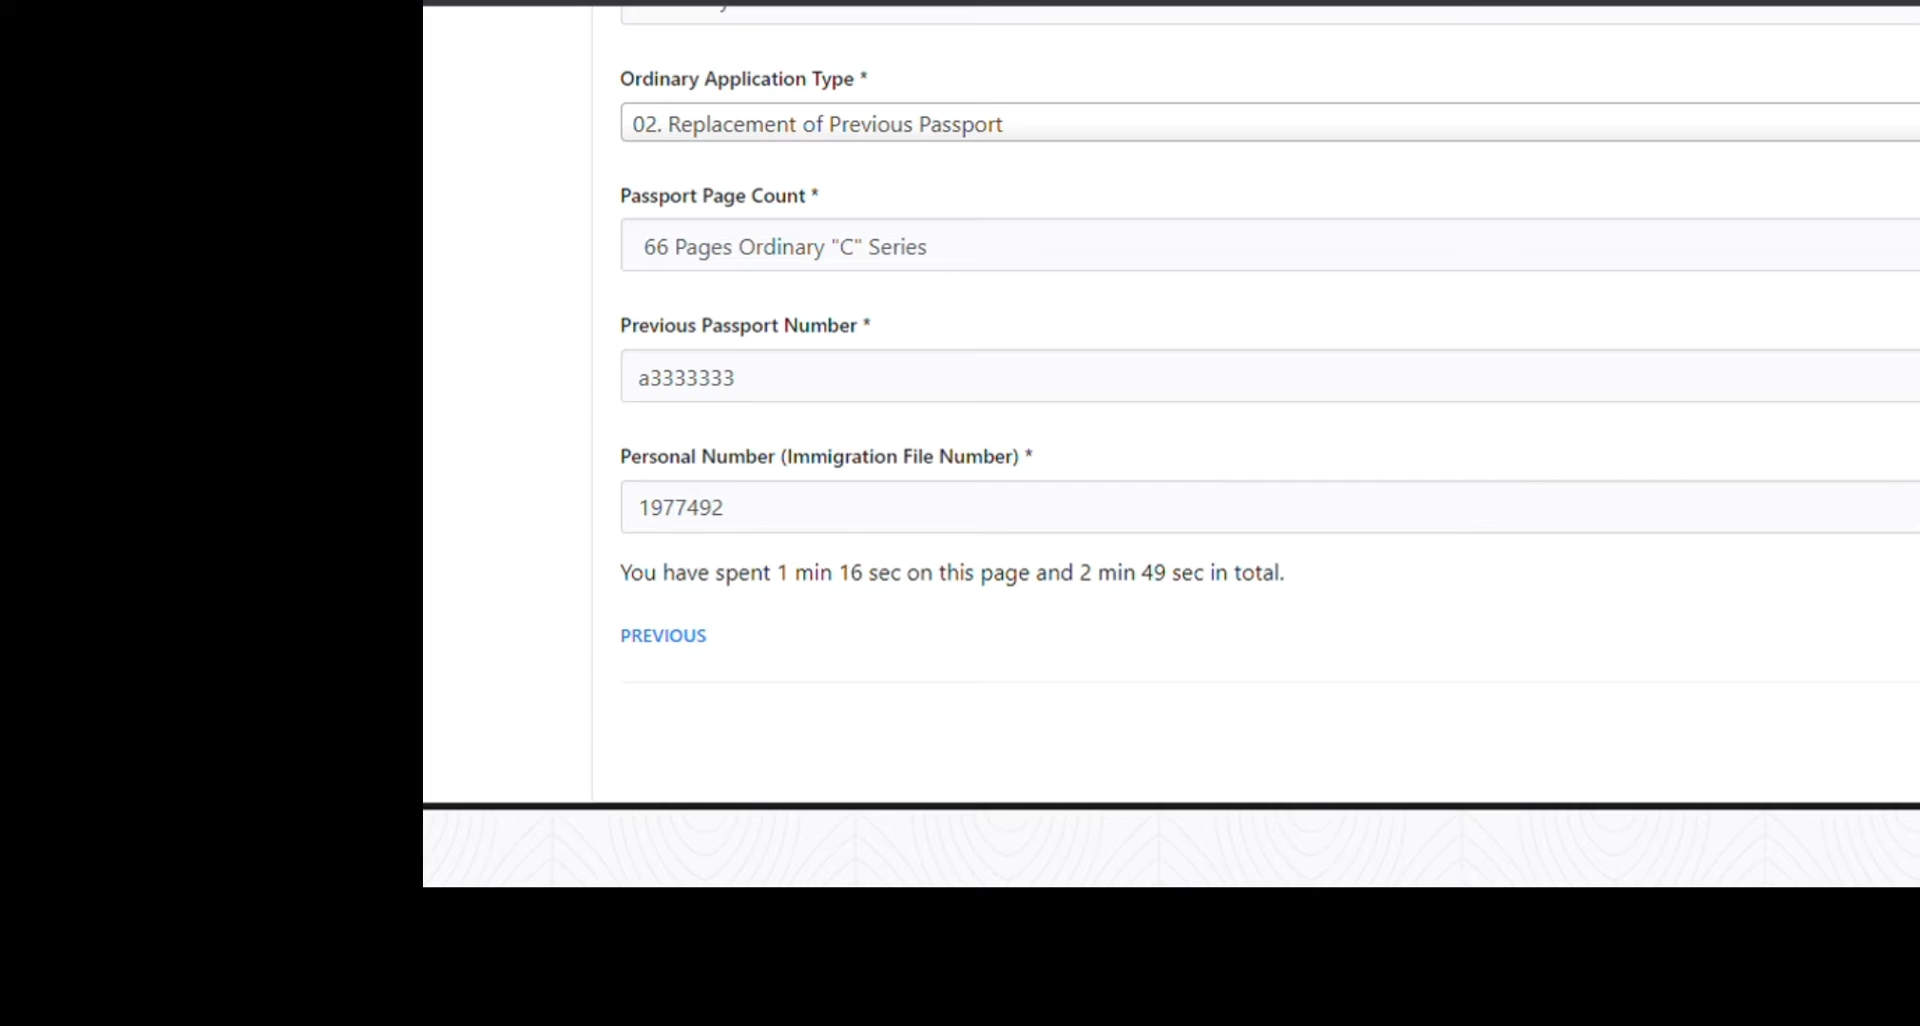 Ordinary Application Type *
02. Replacement of Previous Passport
Passport Page Count *
66 Pages Ordinary "C" Series
Previous Passport Number *
a3333333
Personal Number (Immigration File Number) *
1977492
You have spent 1 min 16 sec on this page and 2 min 49 sec in total.
PREVIOUS